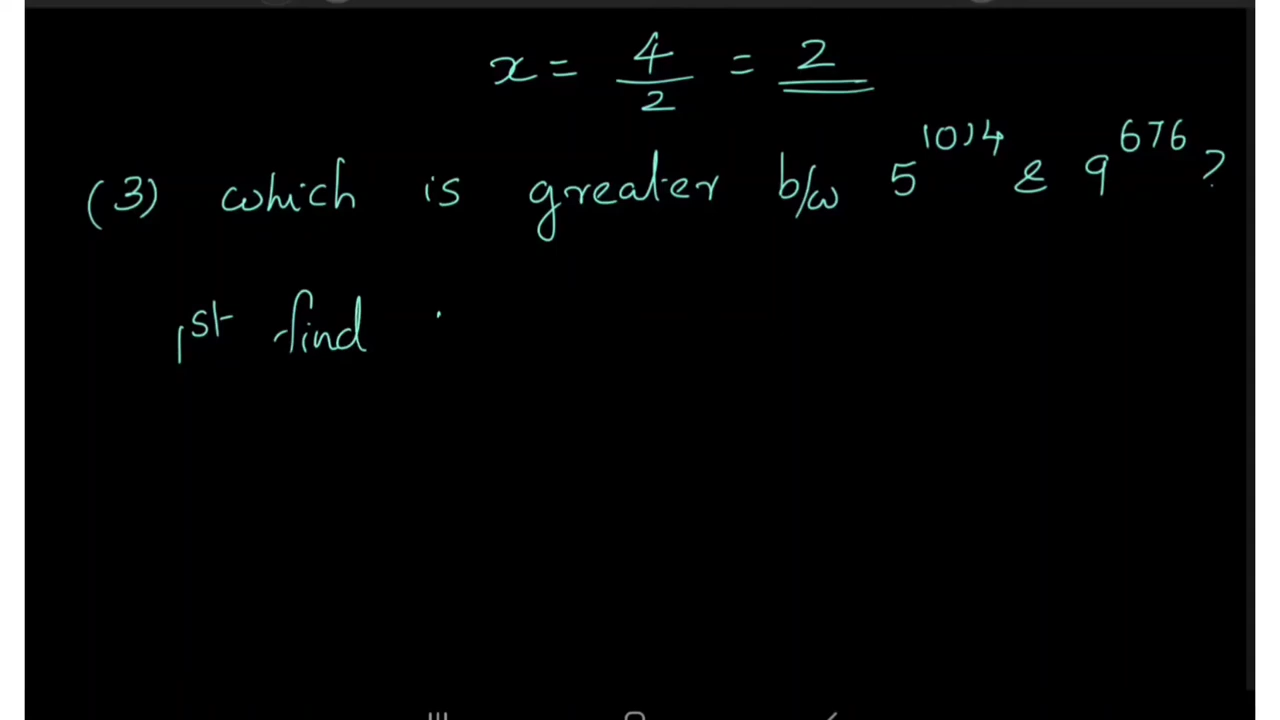 x = 4/2 = 2
(3) which is greater b/w 5^1014 & 9^676 ?
1st find